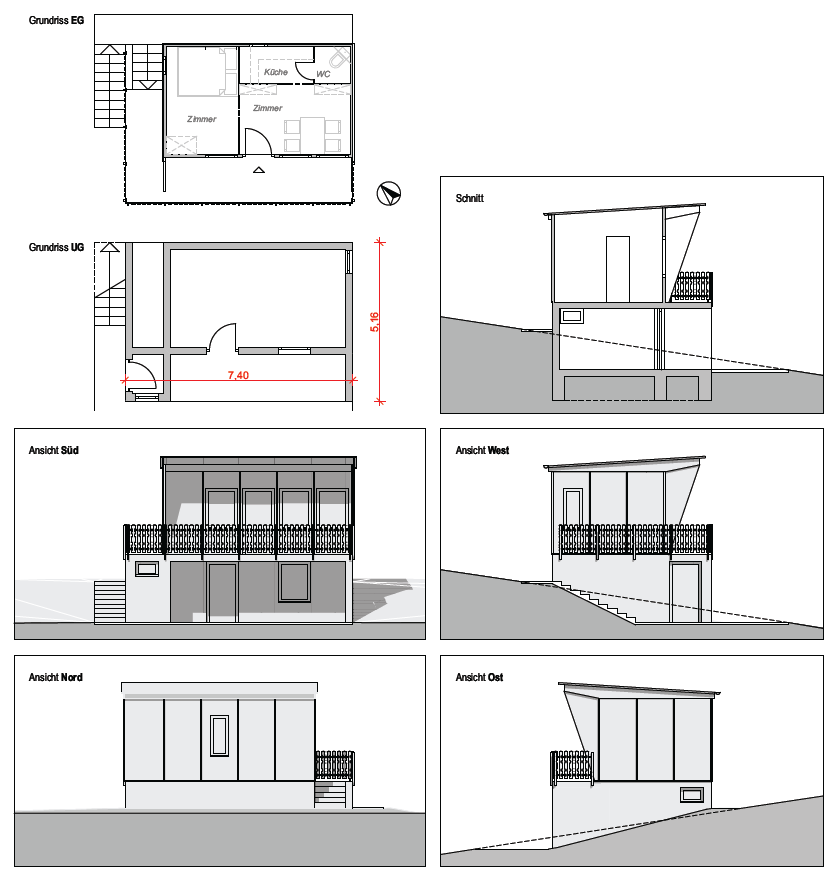 Grundriss EG
Küche
WC
Zimmer
Zimmer
Schnitt
Grundriss UG
5,16
7,40
Ansicht Süd
Ansicht West
Ansicht Nord
Ansicht Ost